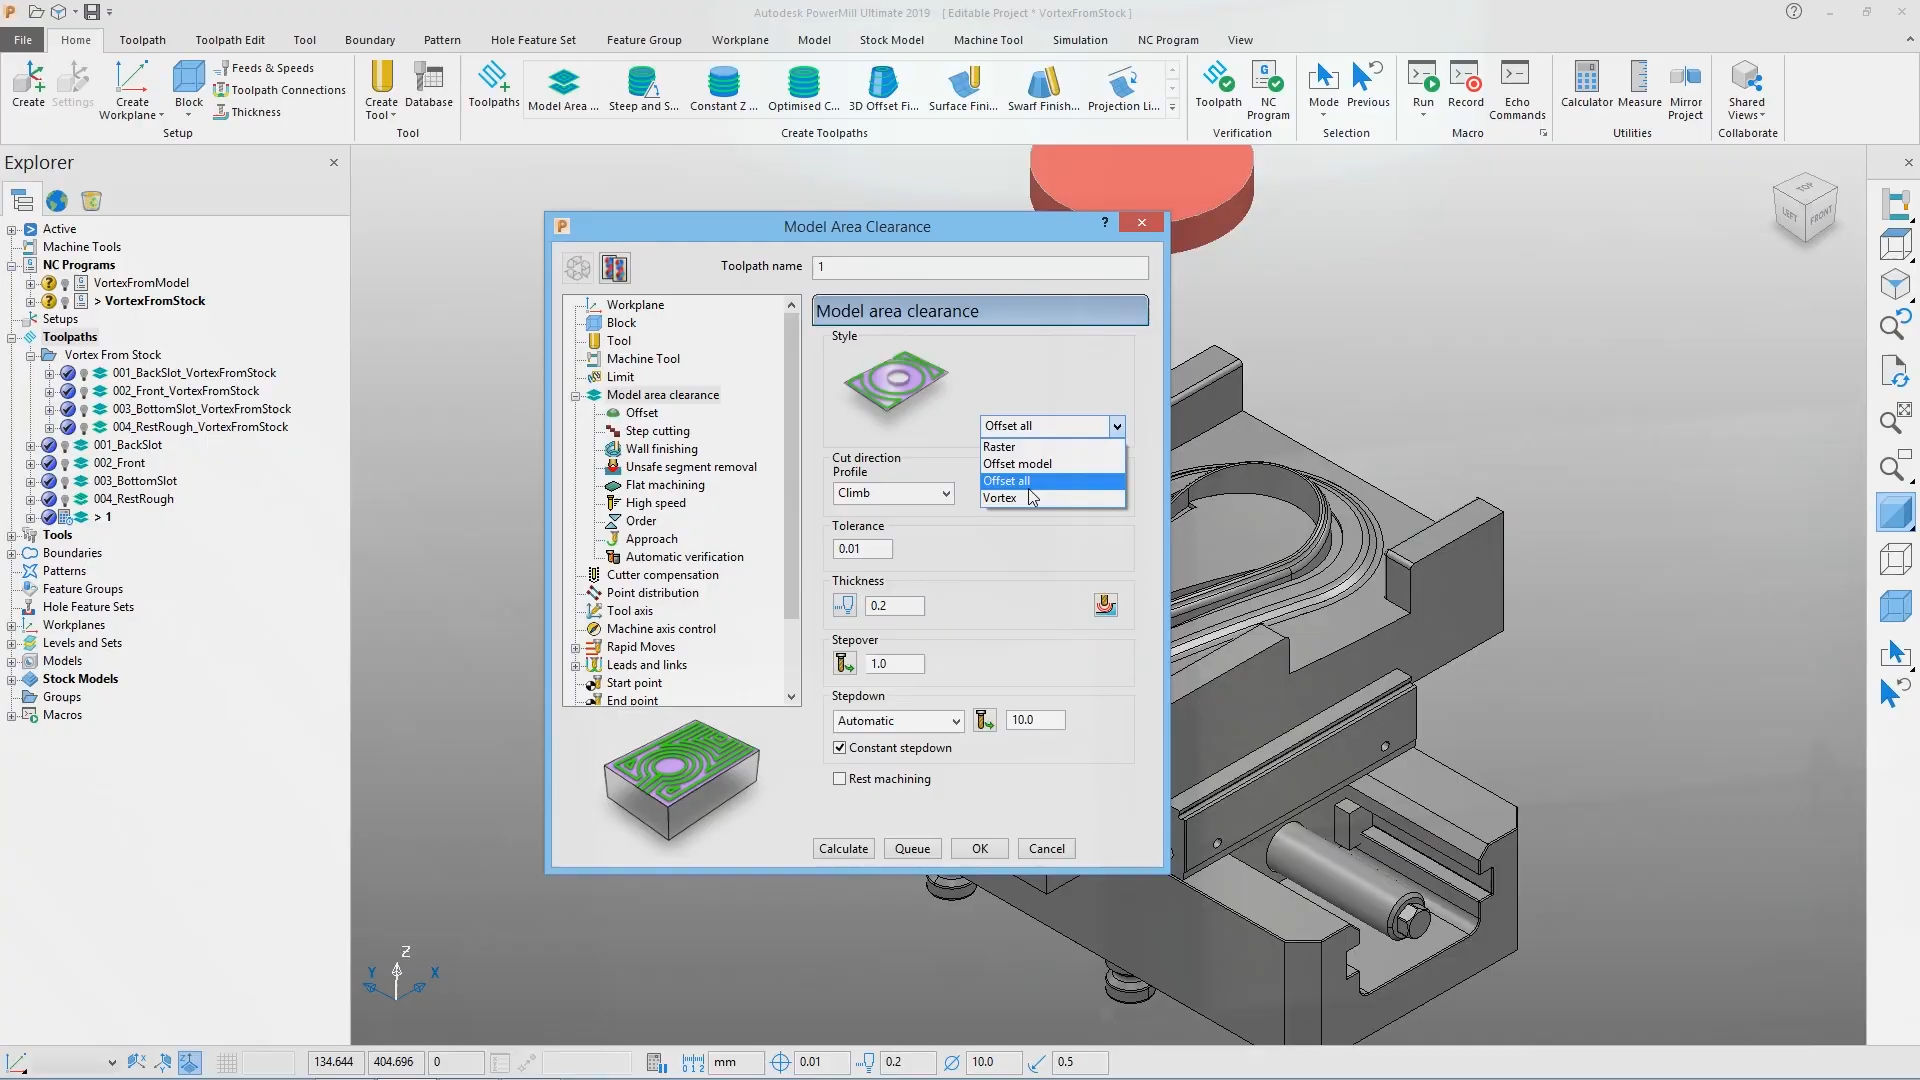 Autodesk PowerMill Ultimate 2019 [ Editable Project * VortexFromStock ]
File Home Toolpath Toolpath Edit Tool Boundary Pattern Hole Feature Set Feature Group Workplane Model Stock Model Machine Tool Simulation NC Program View
Create Settings Create Workplane Block Feeds & Speeds Toolpath Connections Thickness
Setup
Create Tool Database
Tool
Toolpaths Model Area ... Steep and S... Constant Z ... Optimised C... 3D Offset Fi... Surface Fini... Swarf Finish... Projection Li...
Create Toolpaths
Toolpath NC Program
Verification
Mode Previous
Selection
Run Record Echo Commands
Macro
Calculator Measure Mirror Project
Utilities
Shared Views
Collaborate
Explorer
Active
Machine Tools
NC Programs
VortexFromModel
> VortexFromStock
Setups
Toolpaths
Vortex From Stock
001_BackSlot_VortexFromStock
002_Front_VortexFromStock
003_BottomSlot_VortexFromStock
004_RestRough_VortexFromStock
001_BackSlot
002_Front
003_BottomSlot
004_RestRough
> 1
Tools
Boundaries
Patterns
Feature Groups
Hole Feature Sets
Workplanes
Levels and Sets
Models
Stock Models
Groups
Macros
Model Area Clearance
?
Toolpath name 1
Workplane
Block
Tool
Machine Tool
Limit
Model area clearance
Offset
Step cutting
Wall finishing
Unsafe segment removal
Flat machining
High speed
Order
Approach
Automatic verification
Cutter compensation
Point distribution
Tool axis
Machine axis control
Rapid Moves
Leads and links
Start point
End point
Model area clearance
Style
Offset all
Raster
Offset model
Offset all
Vortex
Cut direction
Profile
Climb
Tolerance
0.01
Thickness
0.2
Stepover
1.0
Stepdown
Automatic 10.0
Constant stepdown
Rest machining
Calculate Queue OK Cancel
TOP
LEFT FRONT
Z
Y X
134.644 404.696 0 mm 0.01 0.2 10.0 0.5